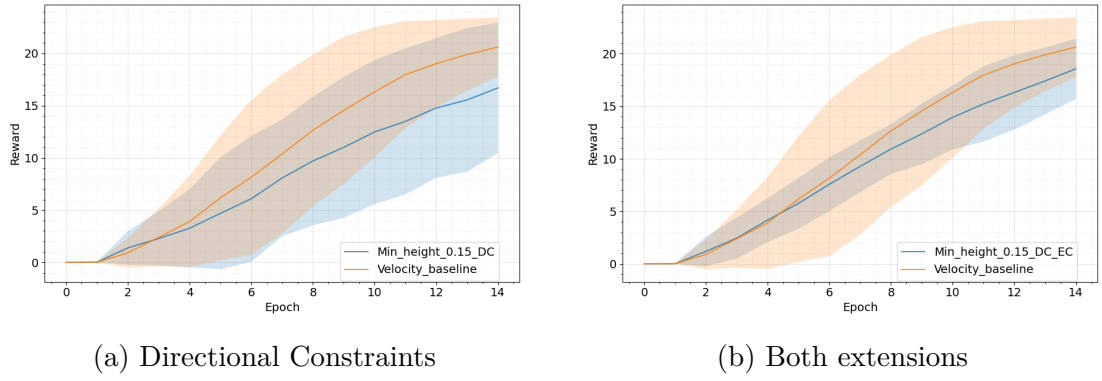 20
15
10
5
0
Reward
0
2
4
6
8
10
12
14
Epoch
Min_height_0.15_DC
Velocity_baseline
(a) Directional Constraints
20
15
10
5
0
Reward
0
2
4
6
8
10
12
14
Epoch
Min_height_0.15_DC_EC
Velocity_baseline
(b) Both extensions